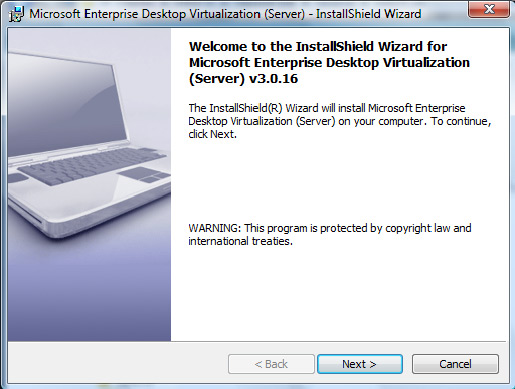 Microsoft Enterprise Desktop Virtualization (Server) - InstallShield Wizard
Welcome to the InstallShield Wizard for
Microsoft Enterprise Desktop Virtualization
(Server) v3.0.16
The InstallShield(R) Wizard will install Microsoft Enterprise
Desktop Virtualization (Server) on your computer. To continue,
click Next.
WARNING: This program is protected by copyright law and
international treaties.
< Back
Next >
Cancel